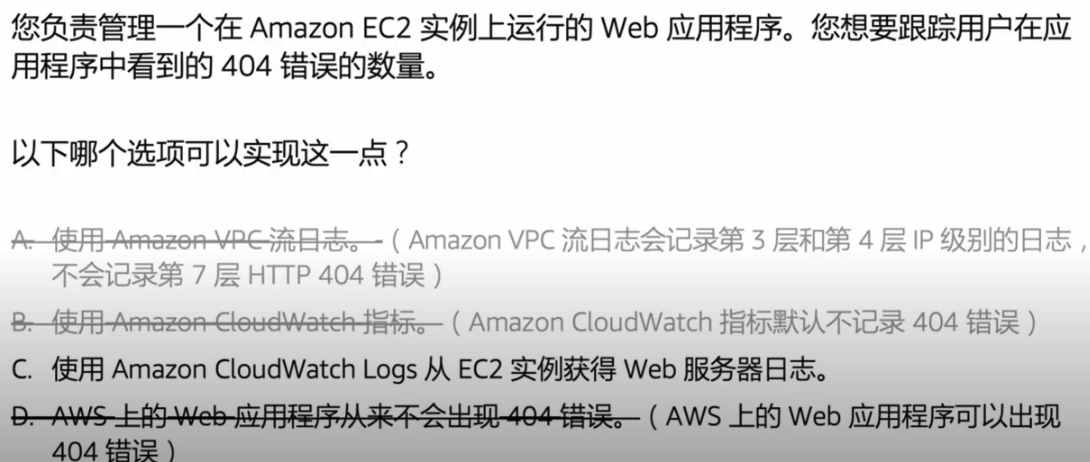 您负责管理一个在 Amazon EC2 实例上运行的 Web 应用程序。您想要跟踪用户在应
用程序中看到的 404 错误的数量。
以下哪个选项可以实现这一点？
A. 使用 Amazon VPC 流日志。-（Amazon VPC 流日志会记录第 3 层和第 4 层 IP 级别的日志，
不会记录第 7 层 HTTP 404 错误）
B. 使用 Amazon CloudWatch 指标。（Amazon CloudWatch 指标默认不记录 404 错误）
C. 使用 Amazon CloudWatch Logs 从 EC2 实例获得 Web 服务器日志。
D. AWS 上的 Web 应用程序从来不会出现 404 错误。（AWS 上的 Web 应用程序可以出现
404 错误）